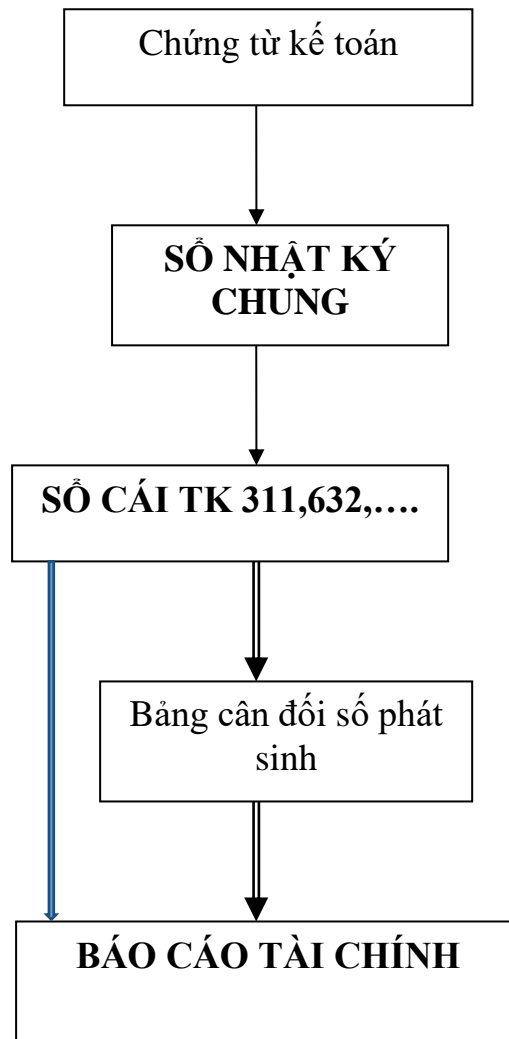 Chứng từ kế toán
SỔ NHẬT KÝ
CHUNG
SỔ CÁI TK 311,632,….
Bảng cân đối số phát
sinh
BÁO CÁO TÀI CHÍNH